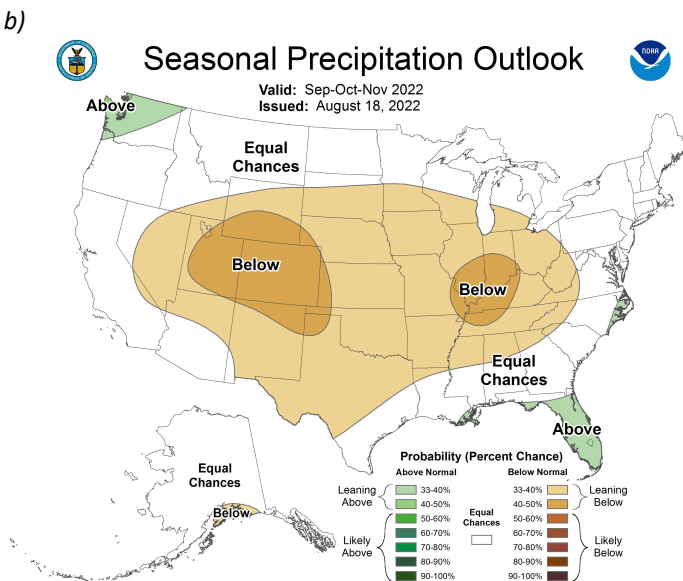 b)
Seasonal Precipitation Outlook
NOAA
Valid: Sep-Oct-Nov 2022
Issued: August 18, 2022
Above
Equal
Chances
Below
Below
Equal
Chances
Above
Equal
Chances
Below
Probability (Percent Chance)
Above Normal
Below Normal
Leaning
Above
33-40%
40-50%
Likely
Above
50-60%
60-70%
70-80%
80-90%
90-100%
Equal
Chances
33-40%
40-50%
Leaning
Below
50-60%
60-70%
70-80%
80-90%
90-100%
Likely
Below